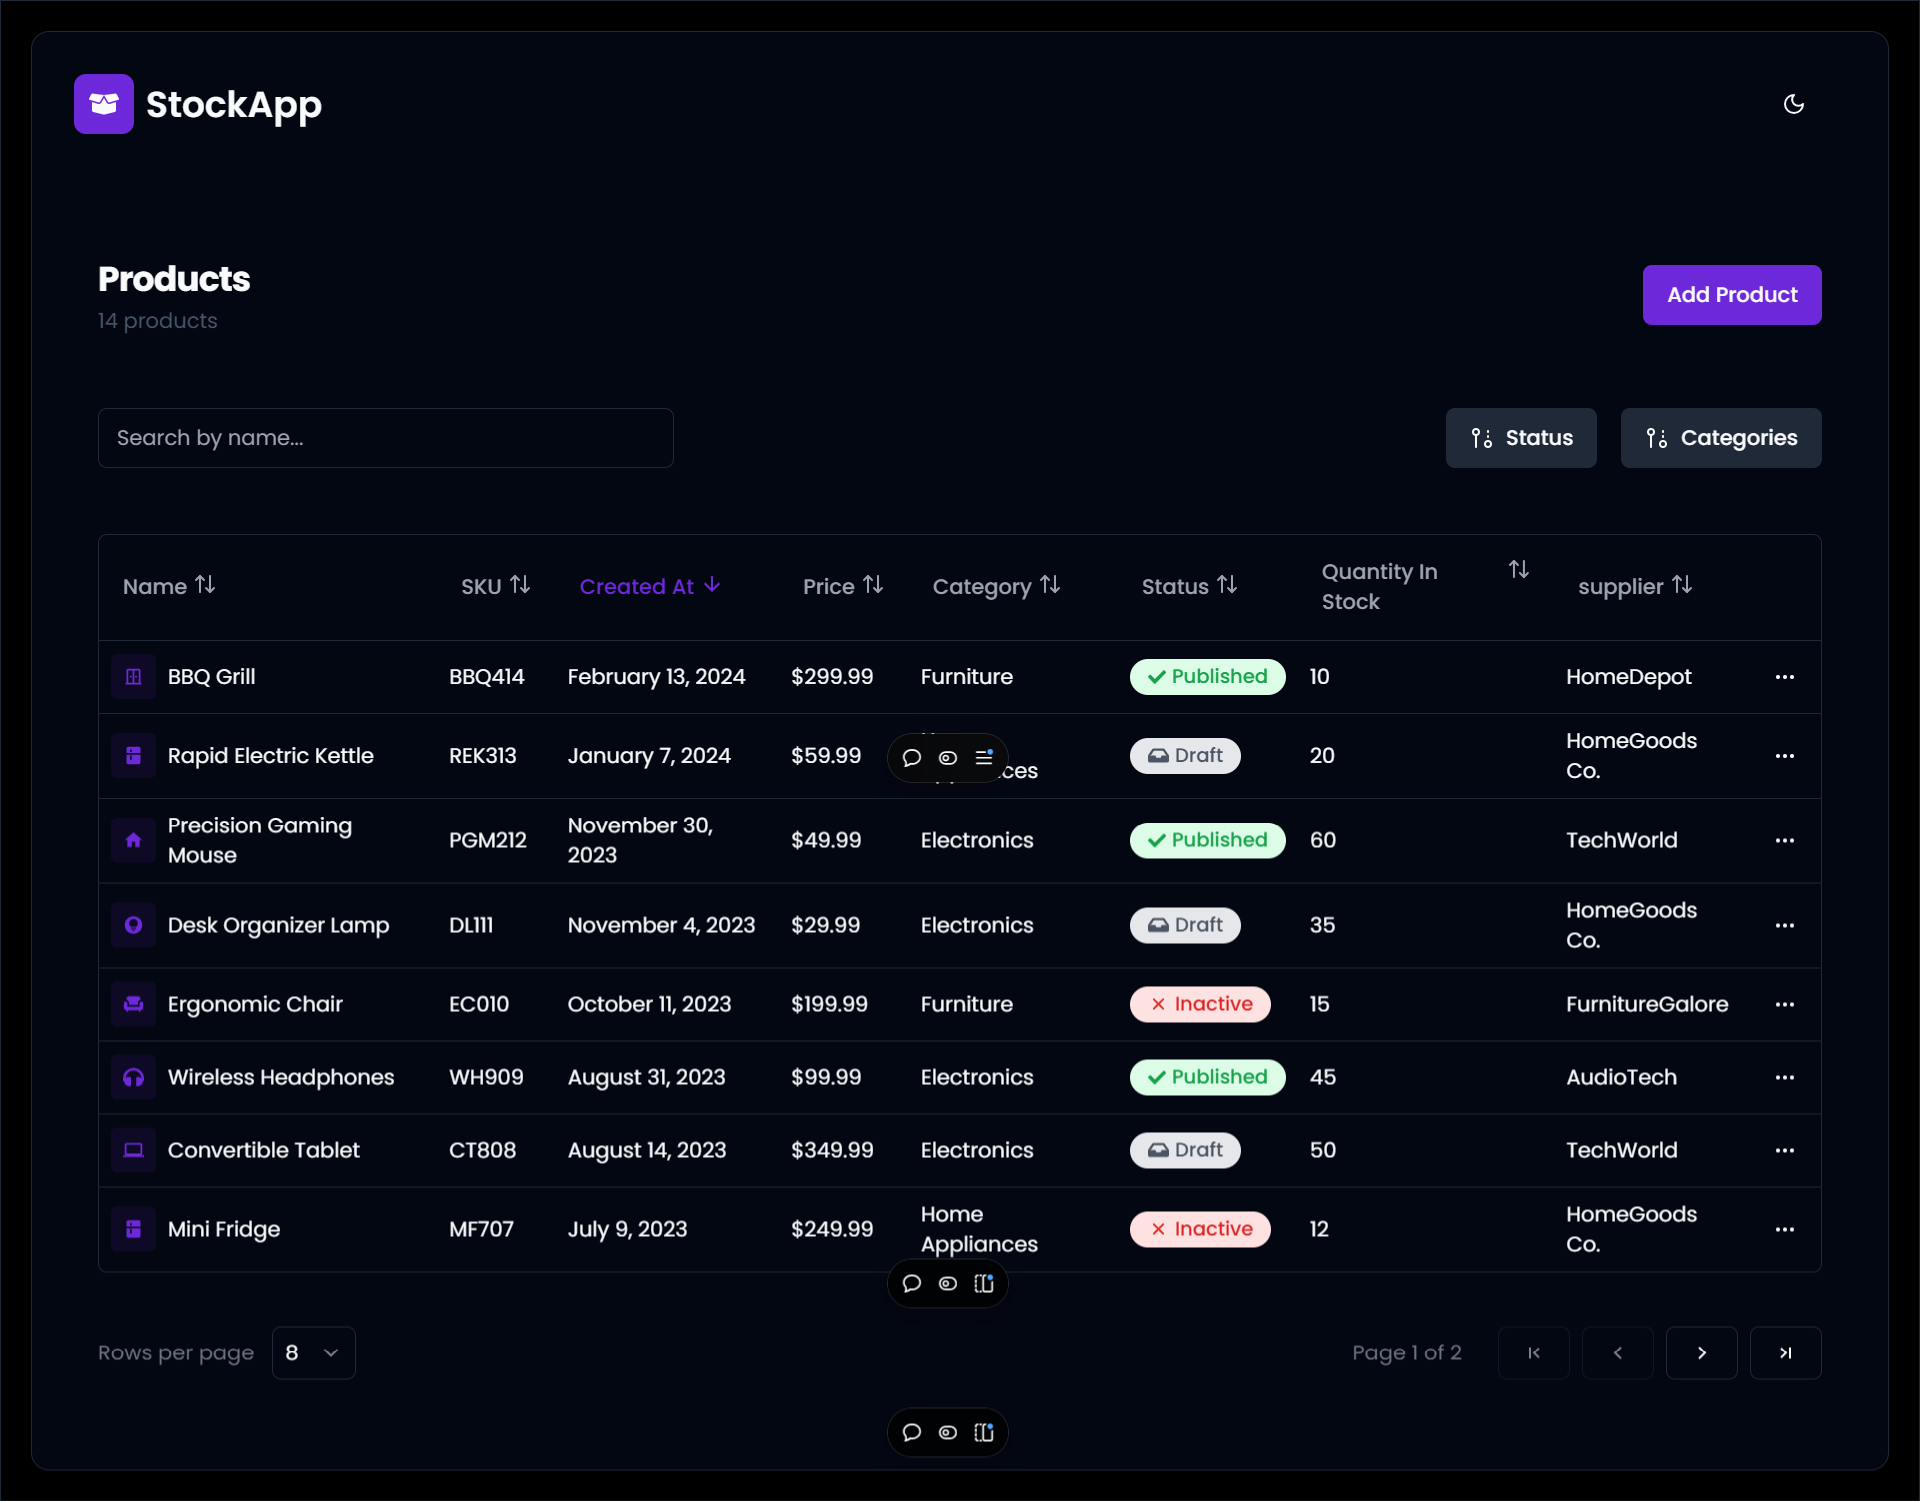 StockApp
Products
14 products
Add Product
Search by name...
Status
Categories
Name
SKU
Created At
Price
Category
Status
Quantity In
Stock
supplier
BBQ Grill
BBQ414
February 13, 2024
$299.99
Furniture
Published
10
HomeDepot
Rapid Electric Kettle
REK313
January 7, 2024
$59.99
Draft
20
HomeGoods
Co.
Precision Gaming
Mouse
PGM212
November 30,
2023
$49.99
Electronics
Published
60
TechWorld
Desk Organizer Lamp
DL111
November 4, 2023
$29.99
Electronics
Draft
35
HomeGoods
Co.
Ergonomic Chair
EC010
October 11, 2023
$199.99
Furniture
Inactive
15
FurnitureGalore
Wireless Headphones
WH909
August 31, 2023
$99.99
Electronics
Published
45
AudioTech
Convertible Tablet
CT808
August 14, 2023
$349.99
Electronics
Draft
50
TechWorld
Mini Fridge
MF707
July 9, 2023
$249.99
Home
Appliances
Inactive
12
HomeGoods
Co.
Rows per page
8
Page 1 of 2